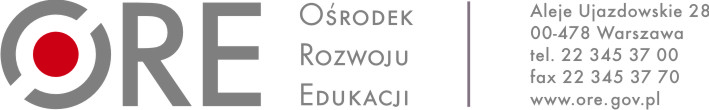 ORE
Ośrodek
Rozwoju
Edukacji
Aleje Ujazdowskie 28
00-478 Warszawa
tel. 22 345 37 00
fax 22 345 37 70
www.ore.gov.pl